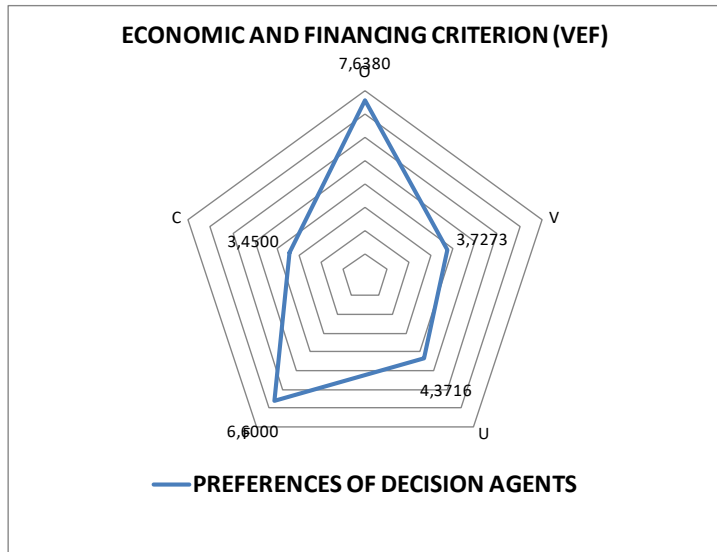 ECONOMIC AND FINANCING CRITERION (VEF)
7,6380
O
C
V
3,4500
3,7273
4,3716
6,6000
U
PREFERENCES OF DECISION AGENTS